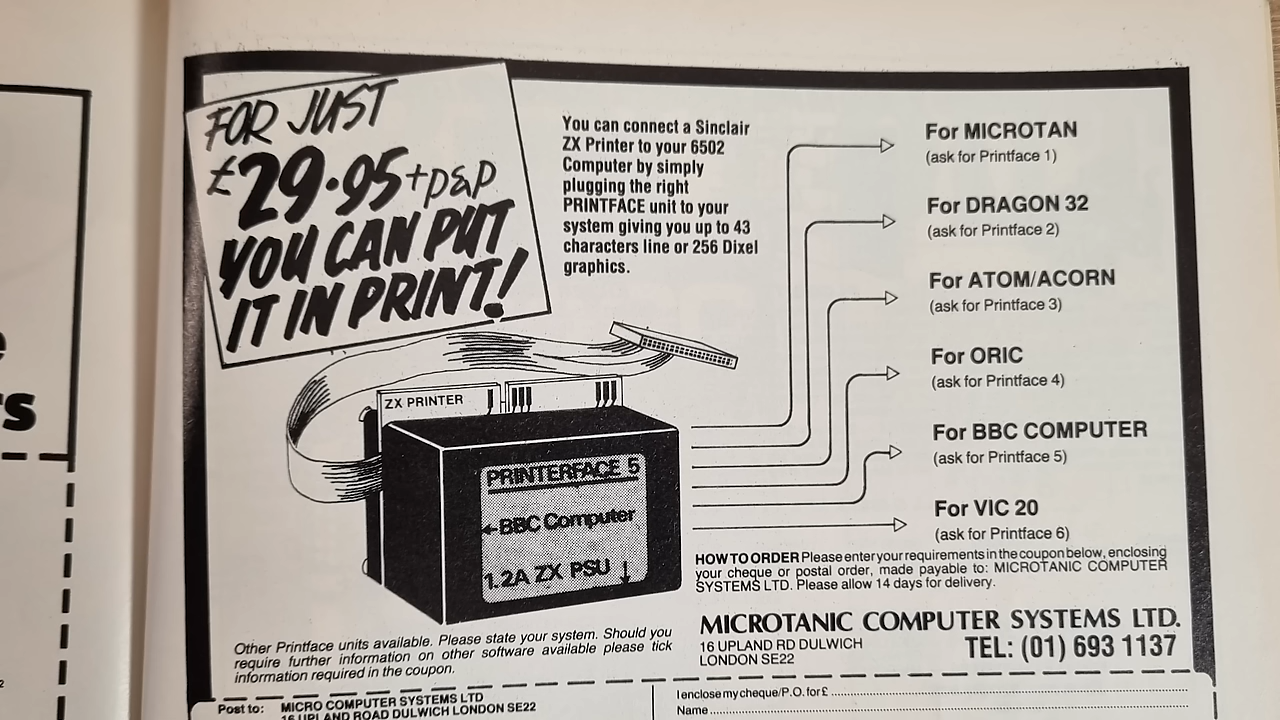 FOR JUST
£29.95 + p&p
YOU CAN PUT
IT IN PRINT!
You can connect a Sinclair
ZX Printer to your 6502
Computer by simply
plugging the right
PRINTFACE unit to your
system giving you up to 43
characters line or 256 Dixel
graphics.
For MICROTAN
(ask for Printface 1)
For DRAGON 32
(ask for Printface 2)
For ATOM/ACORN
(ask for Printface 3)
For ORIC
(ask for Printface 4)
For BBC COMPUTER
(ask for Printface 5)
For VIC 20
(ask for Printface 6)
ZX PRINTER
PRINTERFACE 5
BBC Computer
1.2A ZX PSU
HOW TO ORDER Please enter your requirements in the coupon below, enclosing
your cheque or postal order, made payable to: MICROTANIC COMPUTER
SYSTEMS LTD. Please allow 14 days for delivery.
MICROTANIC COMPUTER SYSTEMS LTD.
16 UPLAND RD DULWICH
LONDON SE22
TEL: (01) 693 1137
Other Printface units available. Please state your system. Should you
require further information on other software available please tick
information required in the coupon.
Post to: MICRO COMPUTER SYSTEMS LTD
16 UPLAND ROAD DULWICH LONDON SE22
I enclose my cheque/P.O. for £
Name